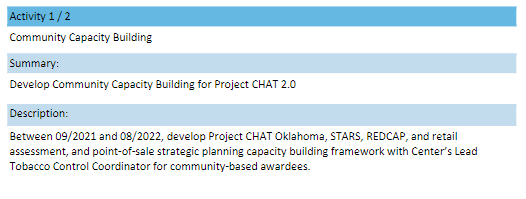 Activity 1 / 2
Community Capacity Building
Summary:
Develop Community Capacity Building for Project CHAT 2.0
Description:
Between 09/2021 and 08/2022, develop Project CHAT Oklahoma, STARS, REDCAP, and retail
assessment, and point-of-sale strategic planning capacity building framework with Center's Lead
Tobacco Control Coordinator for community-based awardees.